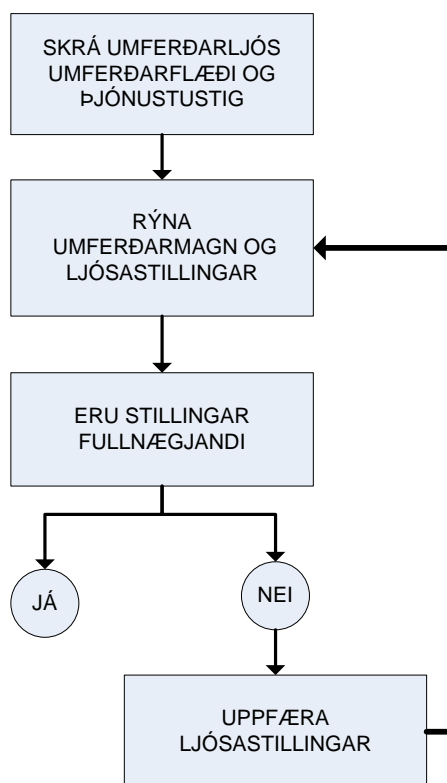 SKRÁ UMFERÐARLJÓS
UMFERÐARFLÆÐI OG
ÞJÓNUSTUSTIG
RÝNA
UMFERÐARMAGN OG
LJÓSASTILLINGAR
ERU STILLINGAR
FULLNÆGJANDI
JÁ
NEI
UPPFÆRA
LJÓSASTILLINGAR